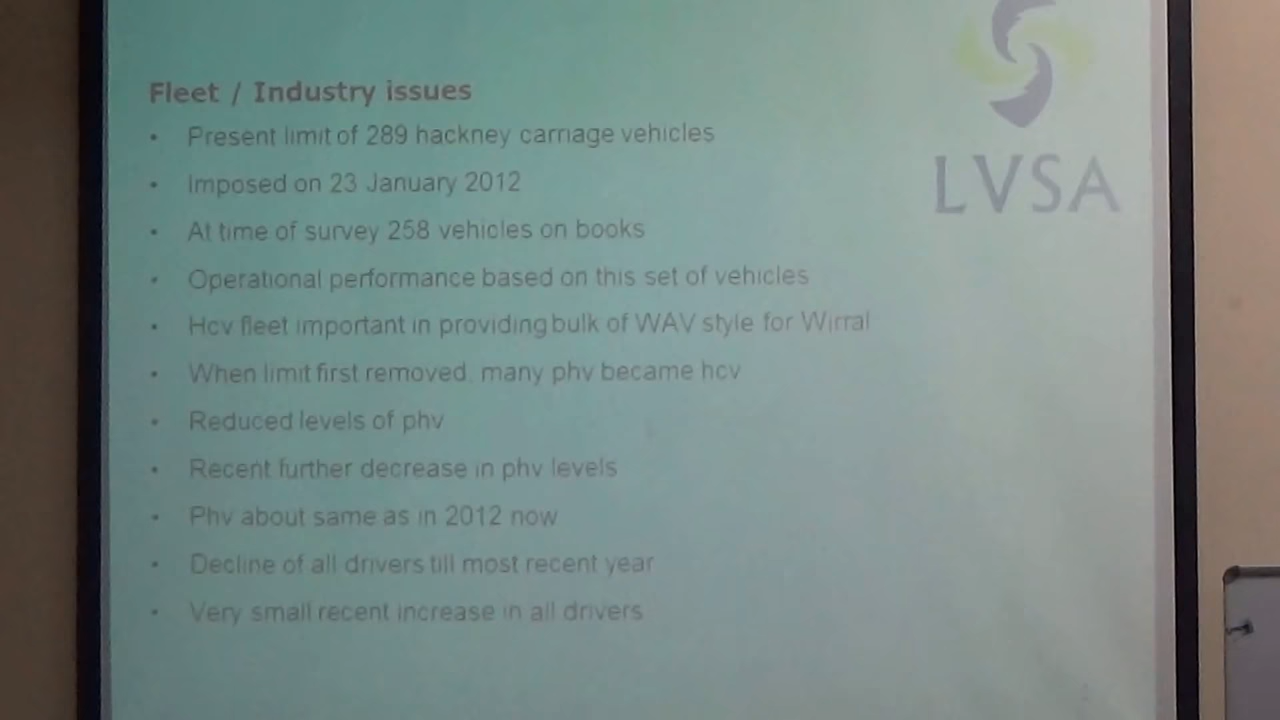 Fleet / Industry issues
• Present limit of 289 hackney carriage vehicles
• Imposed on 23 January 2012
• At time of survey 258 vehicles on books
• Operational performance based on this set of vehicles
• Hcv fleet important in providing bulk of WAV style for Wirral
• When limit first removed, many phv became hcv
• Reduced levels of phv
• Recent further decrease in phv levels
• Phv about same as in 2012 now
• Decline of all drivers till most recent year
• Very small recent increase in all drivers
LVSA